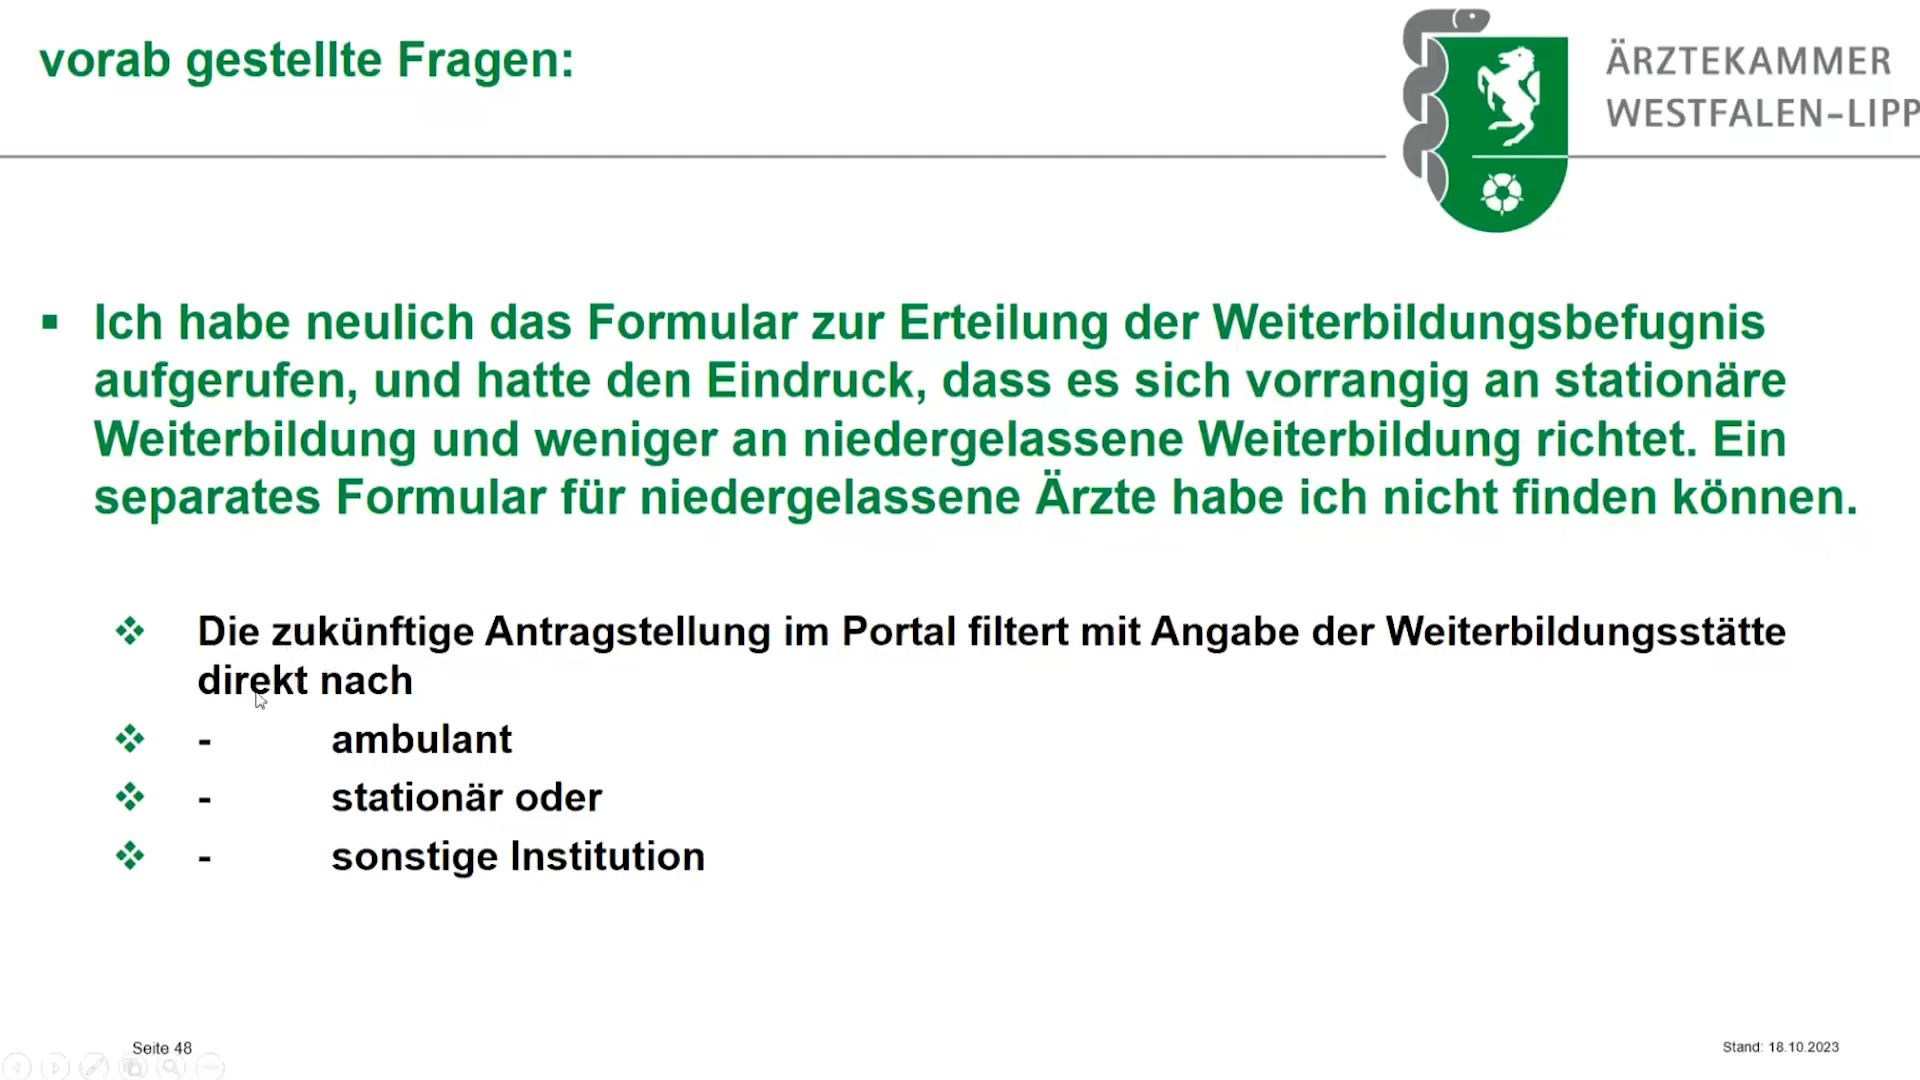 vorab gestellte Fragen:
ÄRZTEKAMMER
WESTFALEN-LIPP
▪ Ich habe neulich das Formular zur Erteilung der Weiterbildungsbefugnis
aufgerufen, und hatte den Eindruck, dass es sich vorrangig an stationäre
Weiterbildung und weniger an niedergelassene Weiterbildung richtet. Ein
separates Formular für niedergelassene Ärzte habe ich nicht finden können.
❖ Die zukünftige Antragstellung im Portal filtert mit Angabe der Weiterbildungsstätte
direkt nach
❖ - ambulant
❖ - stationär oder
❖ - sonstige Institution
Seite 48
Stand: 18.10.2023